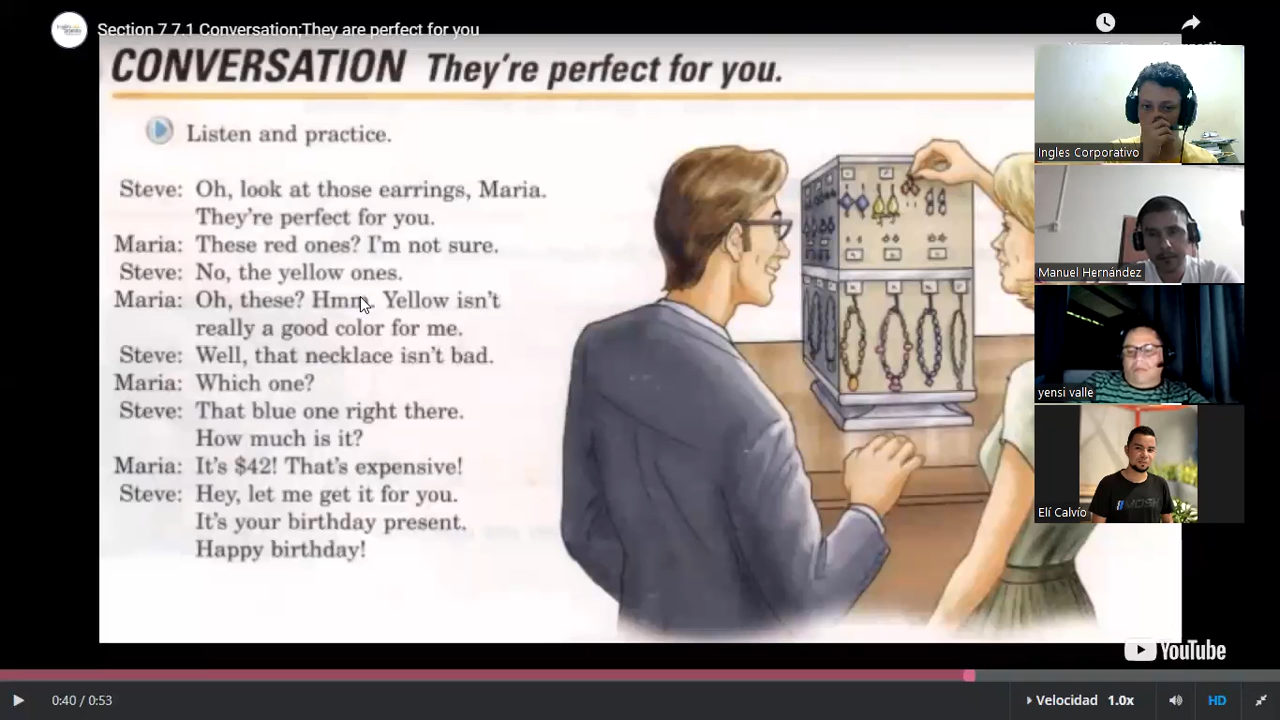 Section 7 7.1 Conversation;They are perfect for you
CONVERSATION They're perfect for you.
Listen and practice.
Steve: Oh, look at those earrings, Maria.
They're perfect for you.
Maria: These red ones? I'm not sure.
Steve: No, the yellow ones.
Maria: Oh, these? Hmm. Yellow isn't
really a good color for me.
Steve: Well, that necklace isn't bad.
Maria: Which one?
Steve: That blue one right there.
How much is it?
Maria: It's $42! That's expensive!
Steve: Hey, let me get it for you.
It's your birthday present.
Happy birthday!
Ingles Corporativo
Manuel Hernández
yensi valle
Elí Calvío
YouTube
0:40 / 0:53
Velocidad 1.0x
HD